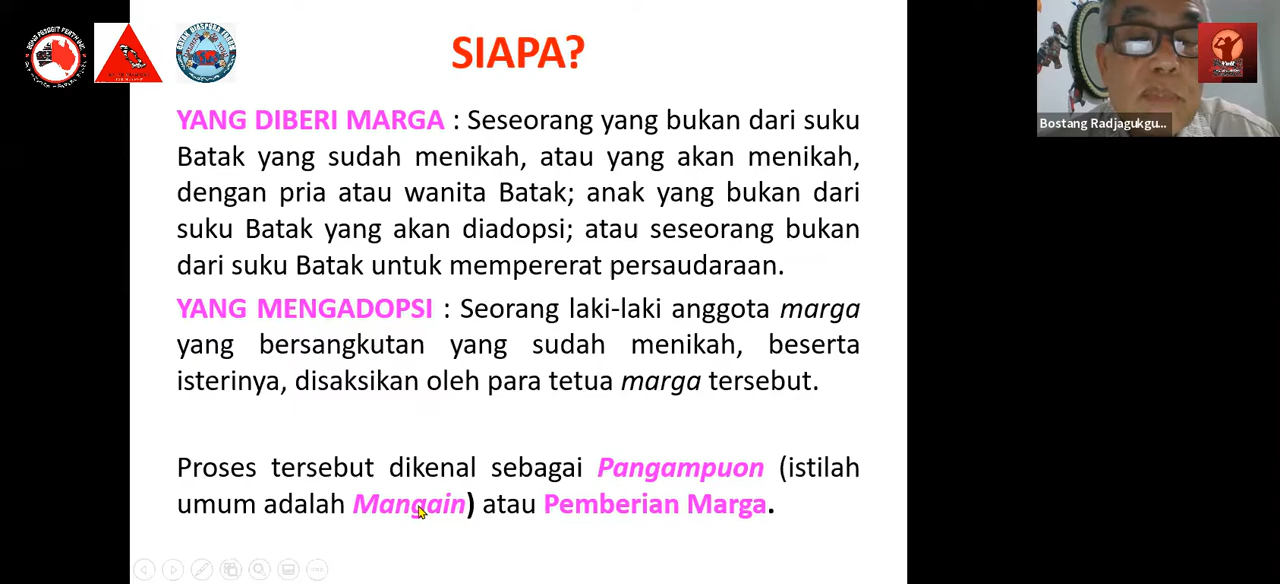 SIAPA?
YANG DIBERI MARGA : Seseorang yang bukan dari suku
Batak yang sudah menikah, atau yang akan menikah,
dengan pria atau wanita Batak; anak yang bukan dari
suku Batak yang akan diadopsi; atau seseorang bukan
dari suku Batak untuk mempererat persaudaraan.
YANG MENGADOPSI : Seorang laki-laki anggota marga
yang bersangkutan yang sudah menikah, beserta
isterinya, disaksikan oleh para tetua marga tersebut.
Proses tersebut dikenal sebagai Pangampuon (istilah
umum adalah Mangain) atau Pemberian Marga.
Bostang Radjagukgu...